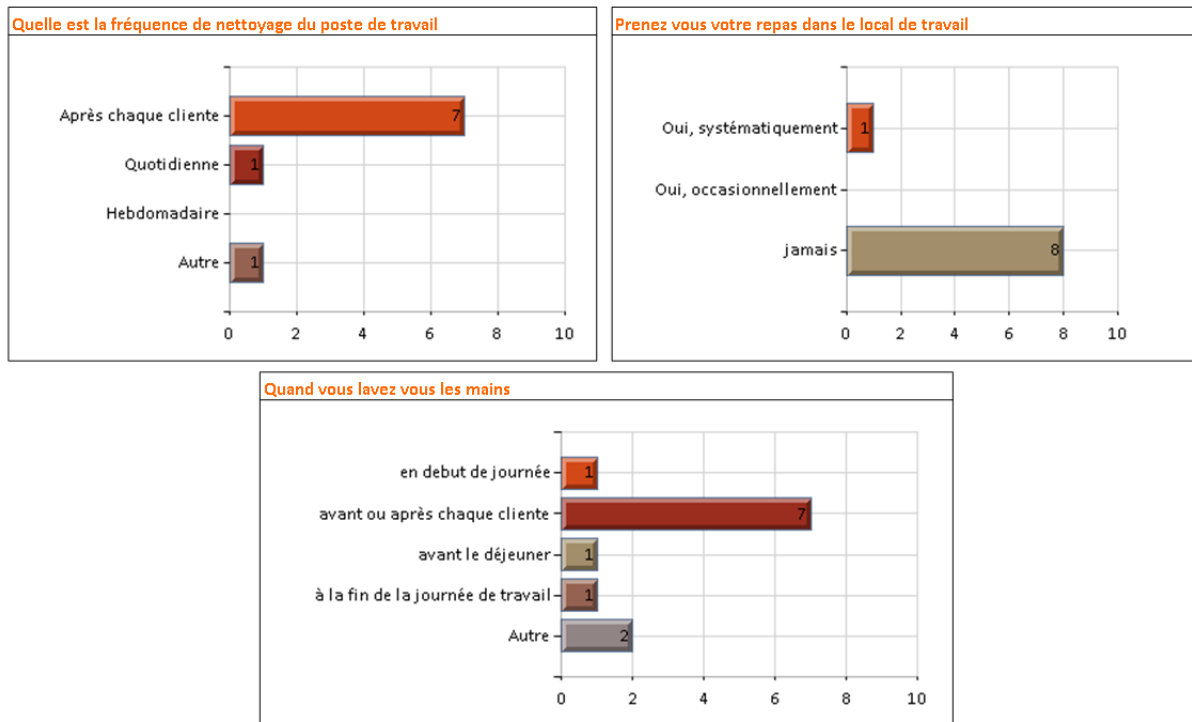 Quelle est la fréquence de nettoyage du poste de travail
Après chaque cliente
7
Quotidienne
1
Hebdomadaire
Autre
1
0 2 4 6 8 10
Prenez vous votre repas dans le local de travail
Oui, systématiquement
1
Oui, occasionnellement
jamais
8
0 2 4 6 8 10
Quand vous lavez vous les mains
en debut de journée
1
avant ou après chaque cliente
7
avant le déjeuner
1
à la fin de la journée de travail
1
Autre
2
0 2 4 6 8 10